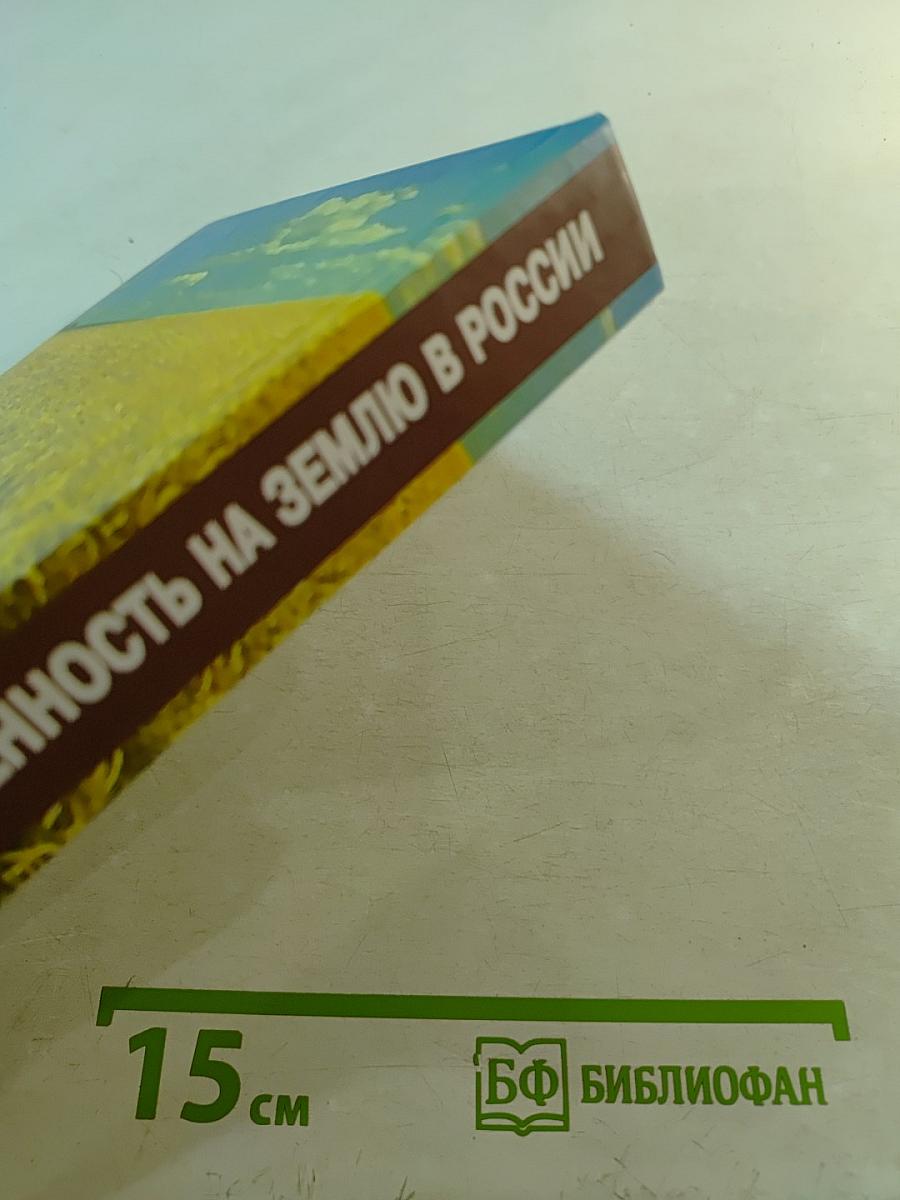 ННОСТЬ НА ЗЕМЛЮ В РОССИИ
15 см
БФ БИБЛИОФАН